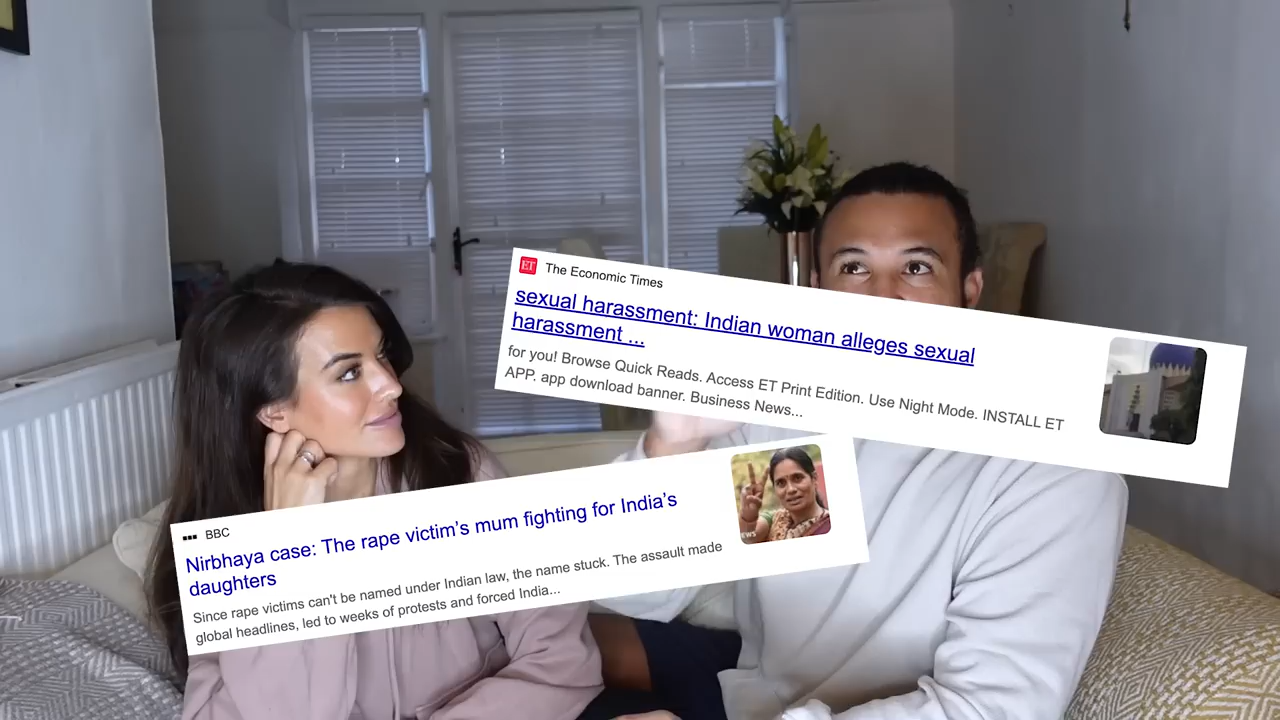 ET The Economic Times
sexual harassment: Indian woman alleges sexual
harassment ...
for you! Browse Quick Reads. Access ET Print Edition. Use Night Mode. INSTALL ET
APP. app download banner. Business News...
BBC
Nirbhaya case: The rape victim's mum fighting for India's
daughters
Since rape victims can't be named under Indian law, the name stuck. The assault made
global headlines, led to weeks of protests and forced India...
EWS